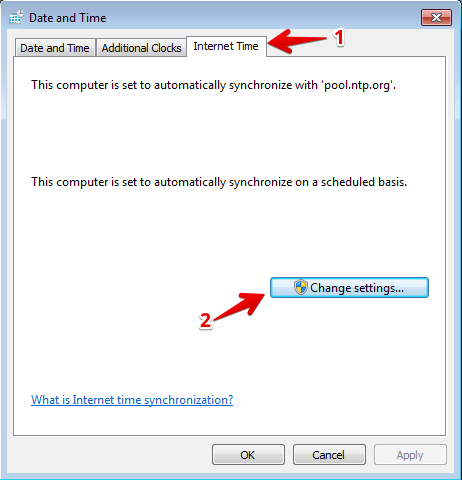 Date and Time
Date and Time Additional Clocks Internet Time
1
This computer is set to automatically synchronize with 'pool.ntp.org'.
This computer is set to automatically synchronize on a scheduled basis.
Change settings...
2
What is Internet time synchronization?
OK Cancel Apply